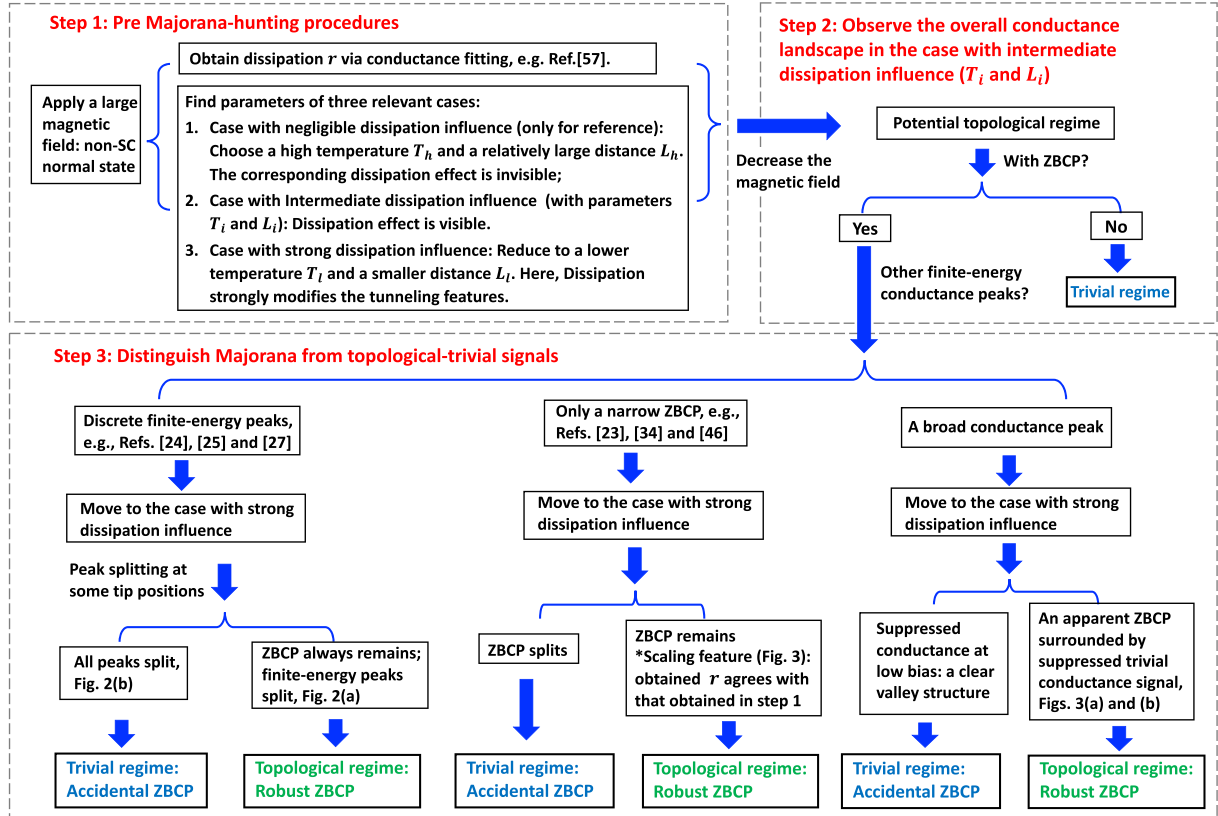 Step 1: Pre Majorana-hunting procedures
Apply a large
magnetic
field: non-SC
normal state
Obtain dissipation r via conductance fitting, e.g. Ref.[57].
Find parameters of three relevant cases:
1. Case with negligible dissipation influence (only for reference):
Choose a high temperature T_h and a relatively large distance L_h.
The corresponding dissipation effect is invisible;
2. Case with Intermediate dissipation influence (with parameters
T_i and L_i): Dissipation effect is visible.
3. Case with strong dissipation influence: Reduce to a lower
temperature T_l and a smaller distance L_l. Here, Dissipation
strongly modifies the tunneling features.
Decrease the
magnetic field
Step 2: Observe the overall conductance
landscape in the case with intermediate
dissipation influence (T_i and L_i)
Potential topological regime
With ZBCP?
Yes
No
Other finite-energy
conductance peaks?
Trivial regime
Step 3: Distinguish Majorana from topological-trivial signals
Discrete finite-energy peaks,
e.g., Refs. [24], [25] and [27]
Move to the case with strong
dissipation influence
Peak splitting at
some tip positions
All peaks split,
Fig. 2(b)
ZBCP always remains;
finite-energy peaks
split, Fig. 2(a)
Trivial regime:
Accidental ZBCP
Topological regime:
Robust ZBCP
Only a narrow ZBCP, e.g.,
Refs. [23], [34] and [46]
Move to the case with strong
dissipation influence
ZBCP splits
ZBCP remains
*Scaling feature (Fig. 3):
obtained r agrees with
that obtained in step 1
Trivial regime:
Accidental ZBCP
Topological regime:
Robust ZBCP
A broad conductance peak
Move to the case with strong
dissipation influence
Suppressed
conductance at
low bias: a clear
valley structure
An apparent ZBCP
surrounded by
suppressed trivial
conductance signal,
Figs. 3(a) and (b)
Trivial regime:
Accidental ZBCP
Topological regime:
Robust ZBCP